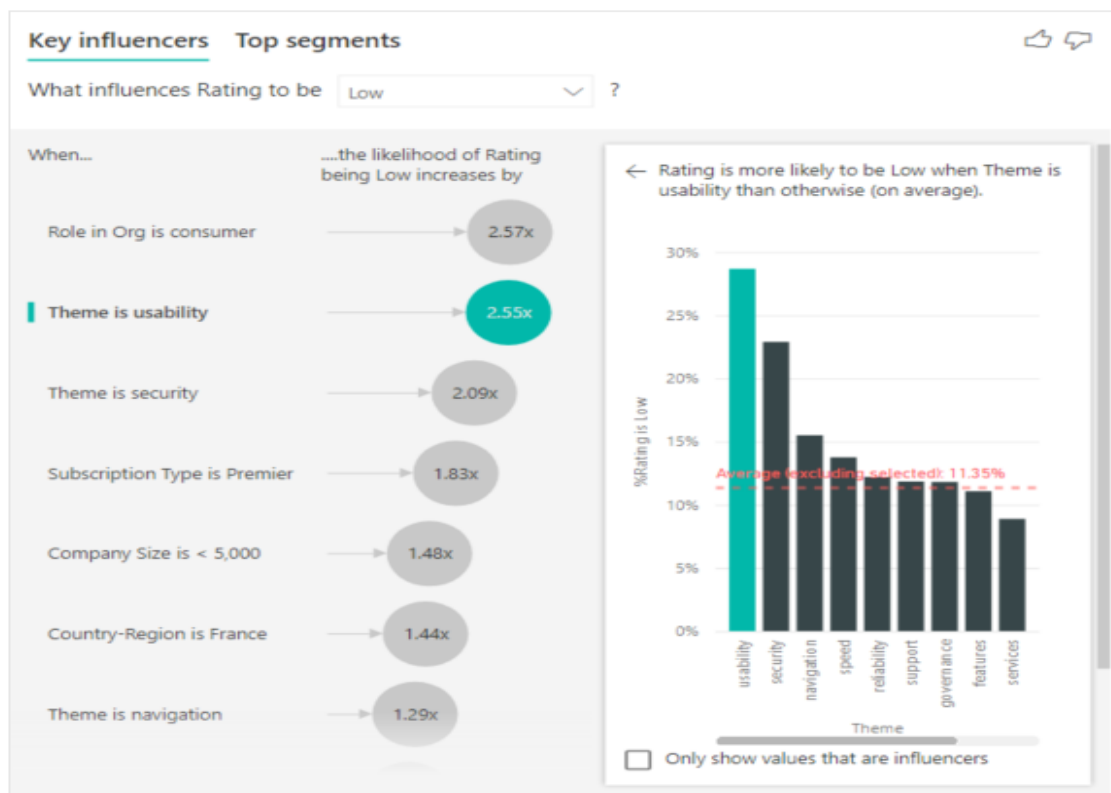 Key influencers Top segments
What influences Rating to be Low ?
When...
....the likelihood of Rating
being Low increases by
Role in Org is consumer 2.57x
Theme is usability 2.55x
Theme is security 2.09x
Subscription Type is Premier 1.83x
Company Size is < 5,000 1.48x
Country-Region is France 1.44x
Theme is navigation 1.29x
Rating is more likely to be Low when Theme is
usability than otherwise (on average).
30%
25%
20%
15%
10%
5%
0%
%Rating is Low
Average (excluding selected): 11.35%
usability
security
navigation
speed
reliability
support
governance
features
services
Theme
Only show values that are influencers